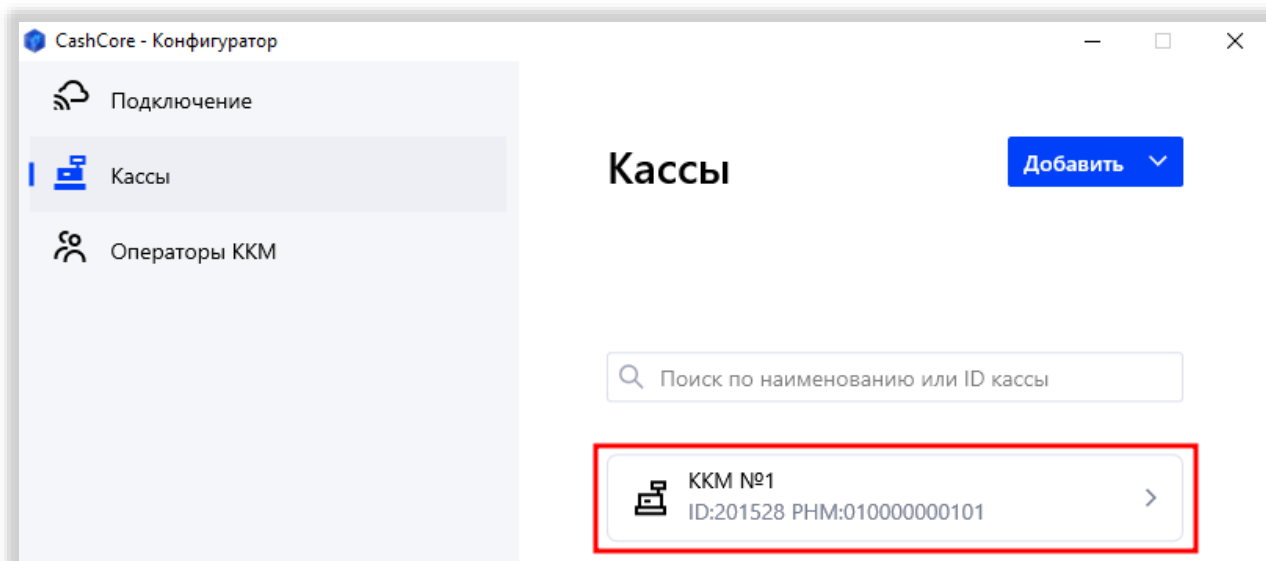 CashCore - Конфигуратор
Подключение
Кассы
Операторы ККМ
Кассы
Добавить
Поиск по наименованию или ID кассы
ККМ №1
ID:201528 РНМ:010000000101